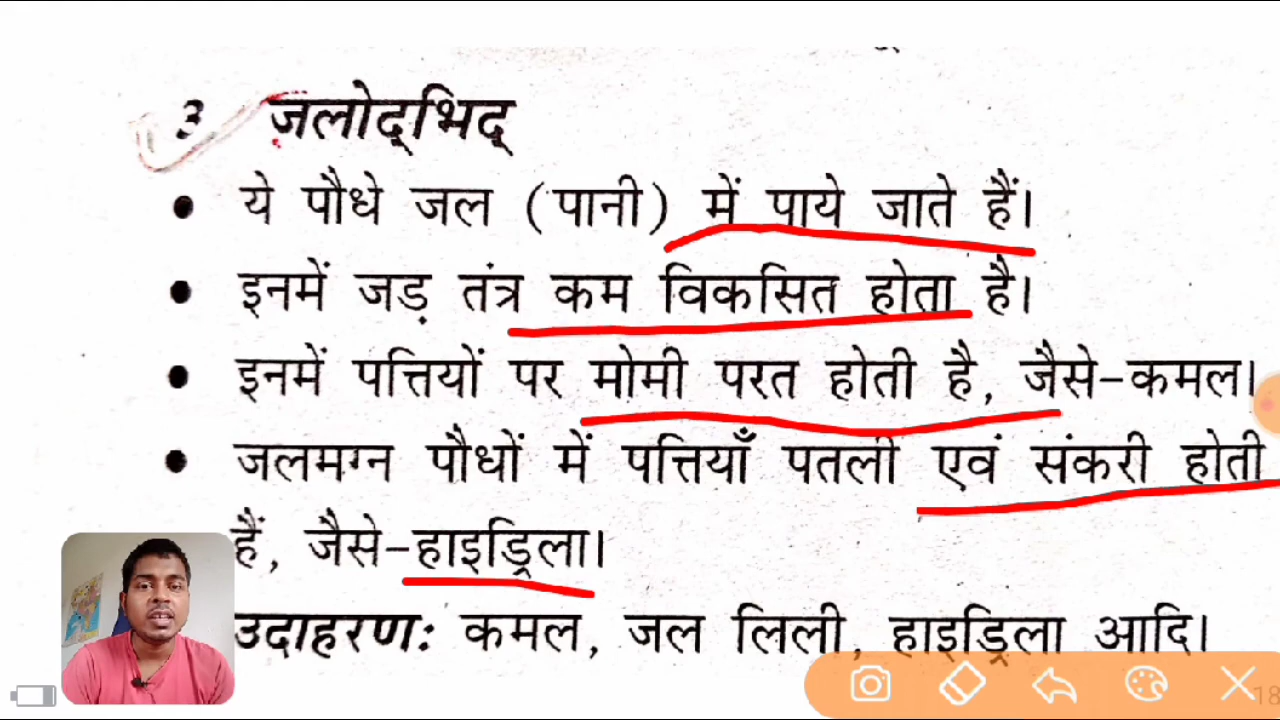 3 जलोद्भिद्
• ये पौधे जल (पानी) में पाये जाते हैं।
• इनमें जड़ तंत्र कम विकसित होता है।
• इनमें पत्तियों पर मोमी परत होती है, जैसे-कमल।
• जलमग्न पौधों में पत्तियाँ पतली एवं संकरी होती
हैं, जैसे-हाइड्रिला।
उदाहरण: कमल, जल लिली, हाइड्रिला आदि।
18